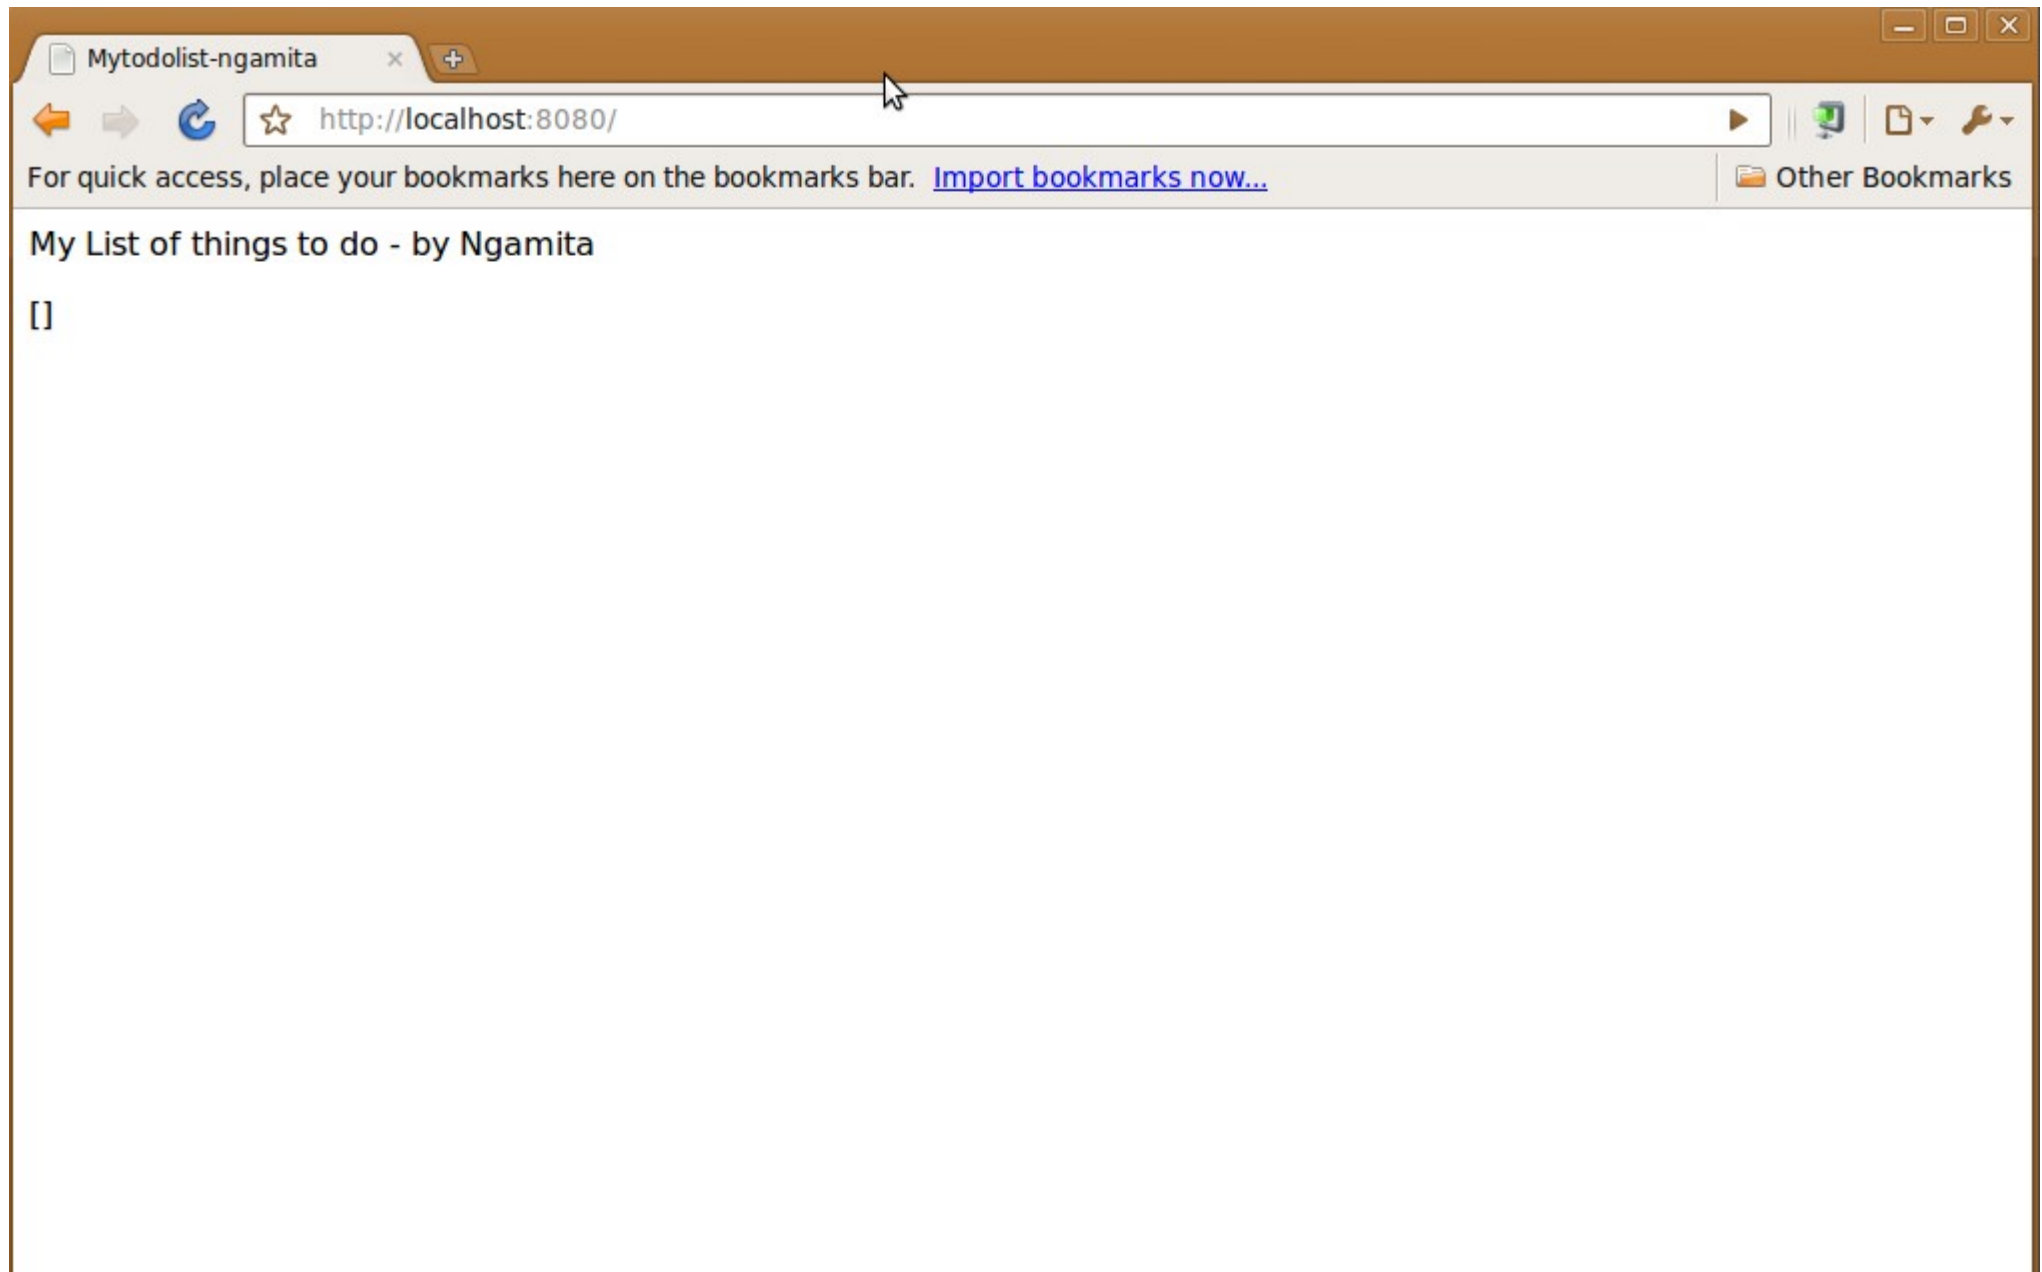 Mytodolist-ngamita
http://localhost:8080/
For quick access, place your bookmarks here on the bookmarks bar. Import bookmarks now... Other Bookmarks
My List of things to do - by Ngamita
[]